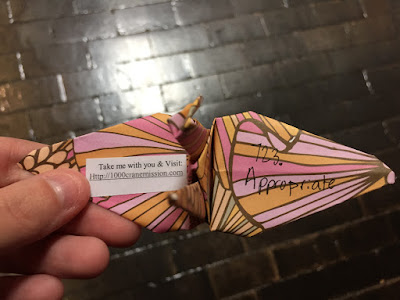 Take me with you & Visit:
Http://1000cranemission.com
123.
Appropriate